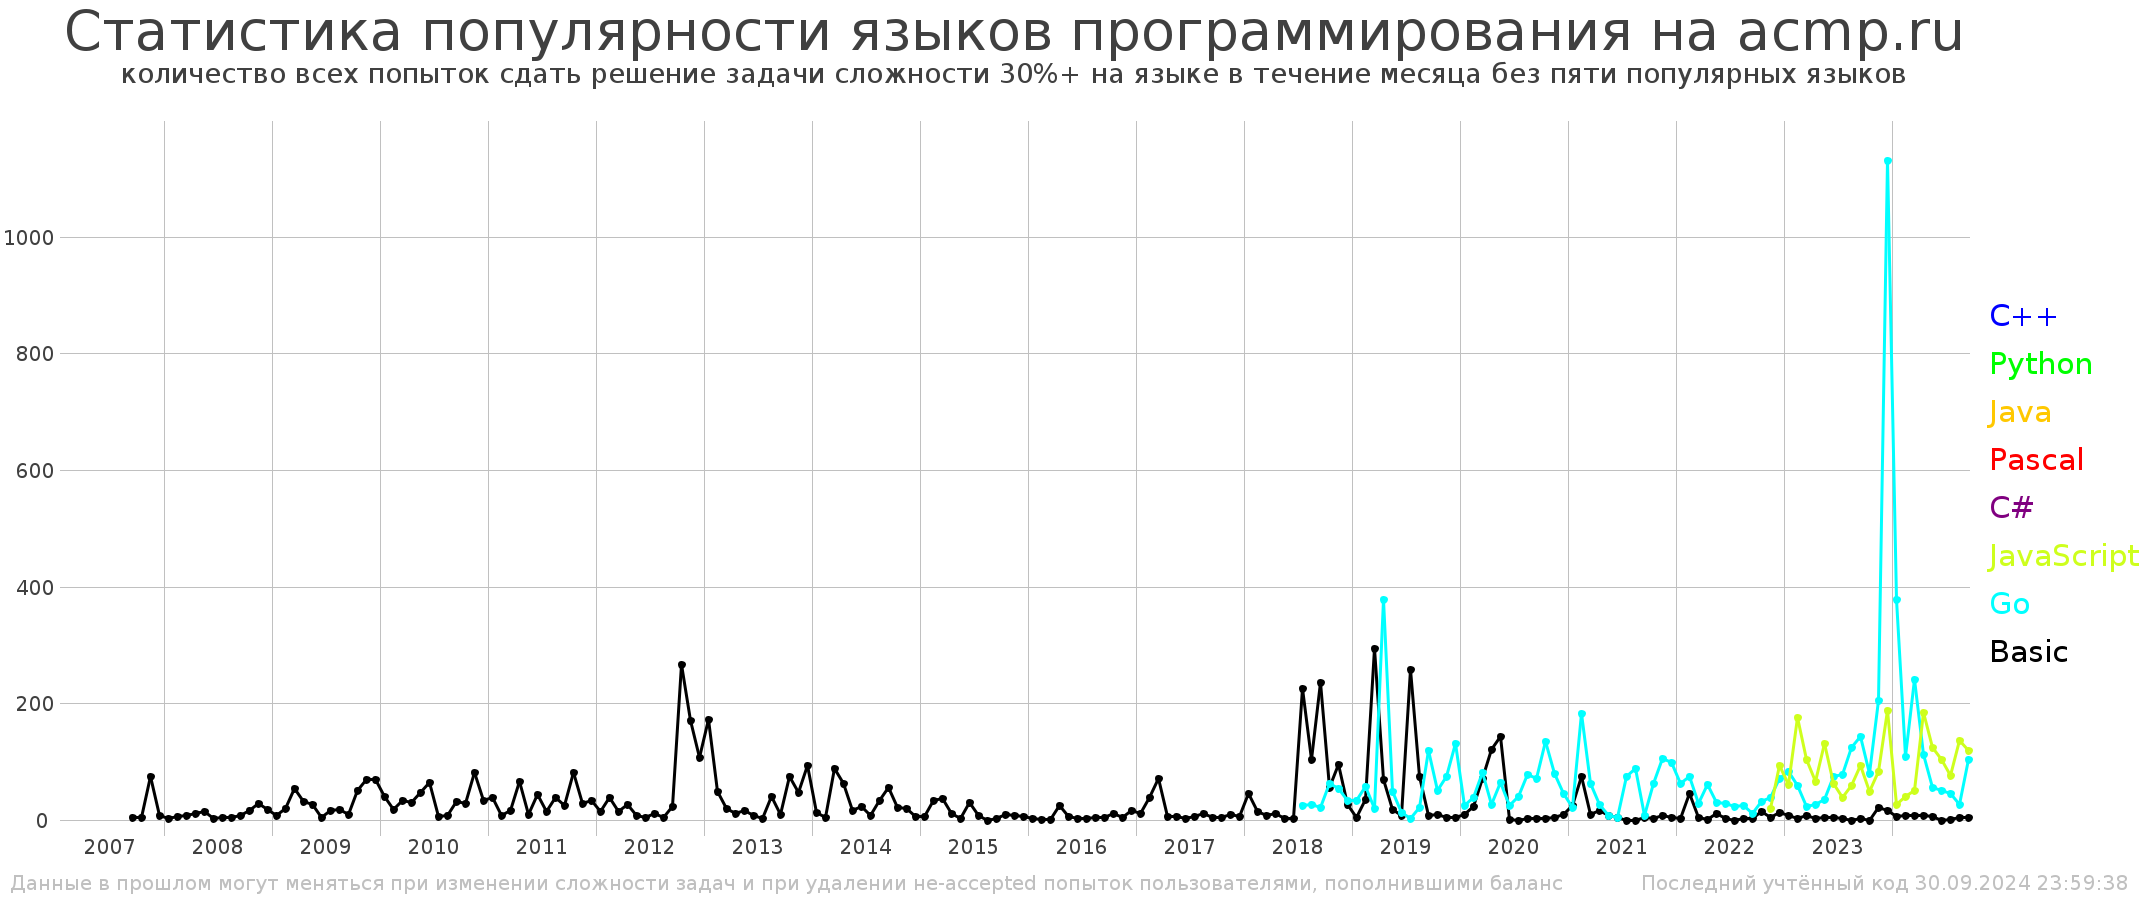 Статистика популярности языков программирования на acmp.ru
количество всех попыток сдать решение задачи сложности 30%+ на языке в течение месяца без пяти популярных языков
1000
800
600
400
200
0
C++
Python
Java
Pascal
C#
JavaScript
Go
Basic
2007 2008 2009 2010 2011 2012 2013 2014 2015 2016 2017 2018 2019 2020 2021 2022 2023
Данные в прошлом могут меняться при изменении сложности задач и при удалении не-accepted попыток пользователями, пополнившими баланс
Последний учтённый код 30.09.2024 23:59:38